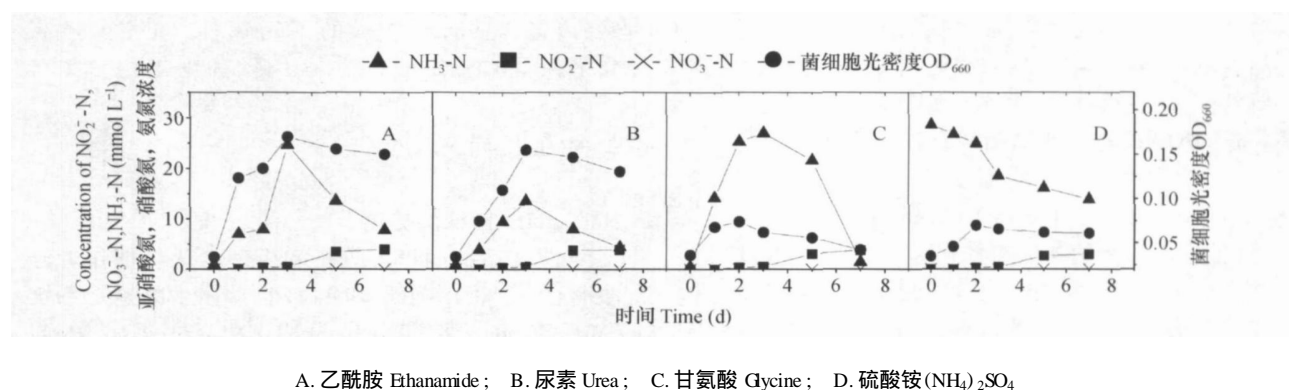 NH₃-N NO₂⁻-N NO₃⁻-N 菌细胞光密度OD₆₆₀
Concentration of NO₂⁻-N,
NO₃⁻-N,NH₃-N (mmol L⁻¹)
亚硝酸氮，硝酸氮，氨氮浓度
30
20
10
0
A
B
C
D
0.20
0.15
0.10
0.05
菌细胞光密度OD₆₆₀
0 2 4 6 8 0 2 4 6 8 0 2 4 6 8 0 2 4 6 8
时间 Time (d)
A. 乙酰胺 Ethanamide； B. 尿素 Urea； C. 甘氨酸 Glycine； D. 硫酸铵(NH₄)₂SO₄